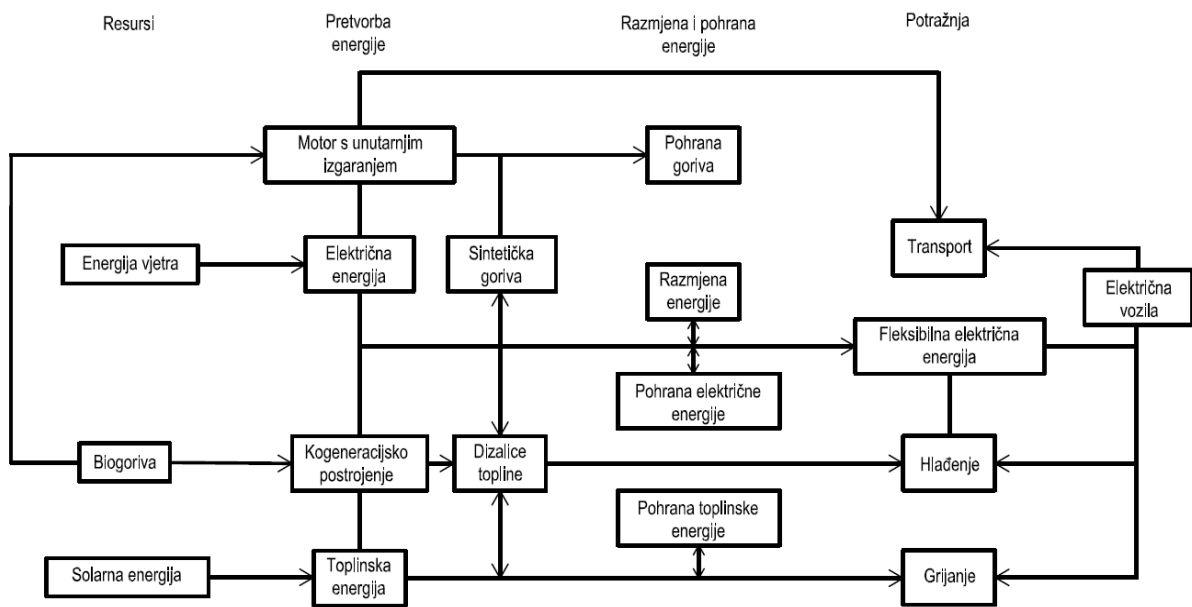 Resursi
Pretvorba
energije
Razmjena i pohrana
energije
Potražnja
Motor s unutarnjim
izgaranjem
Pohrana
goriva
Energija vjetra
Električna
energija
Sintetička
goriva
Transport
Razmjena
energije
Električna
vozila
Fleksibilna električna
energija
Pohrana električne
energije
Biogoriva
Kogeneracijsko
postrojenje
Dizalice
topline
Hlađenje
Pohrana toplinske
energije
Solarna energija
Toplinska
energija
Grijanje